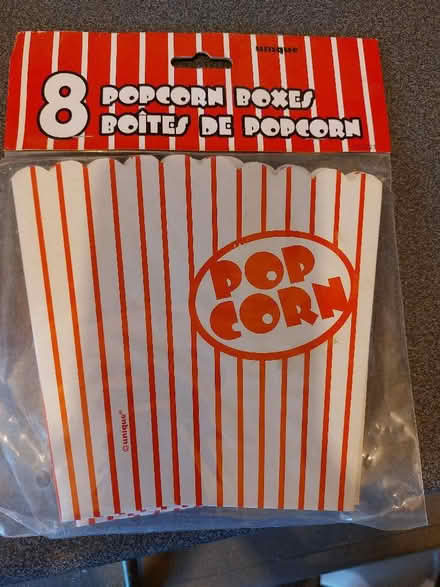 unique
8 POPCORN BOXES
BOÎTES DE POPCORN
POP
CORN
© unique®